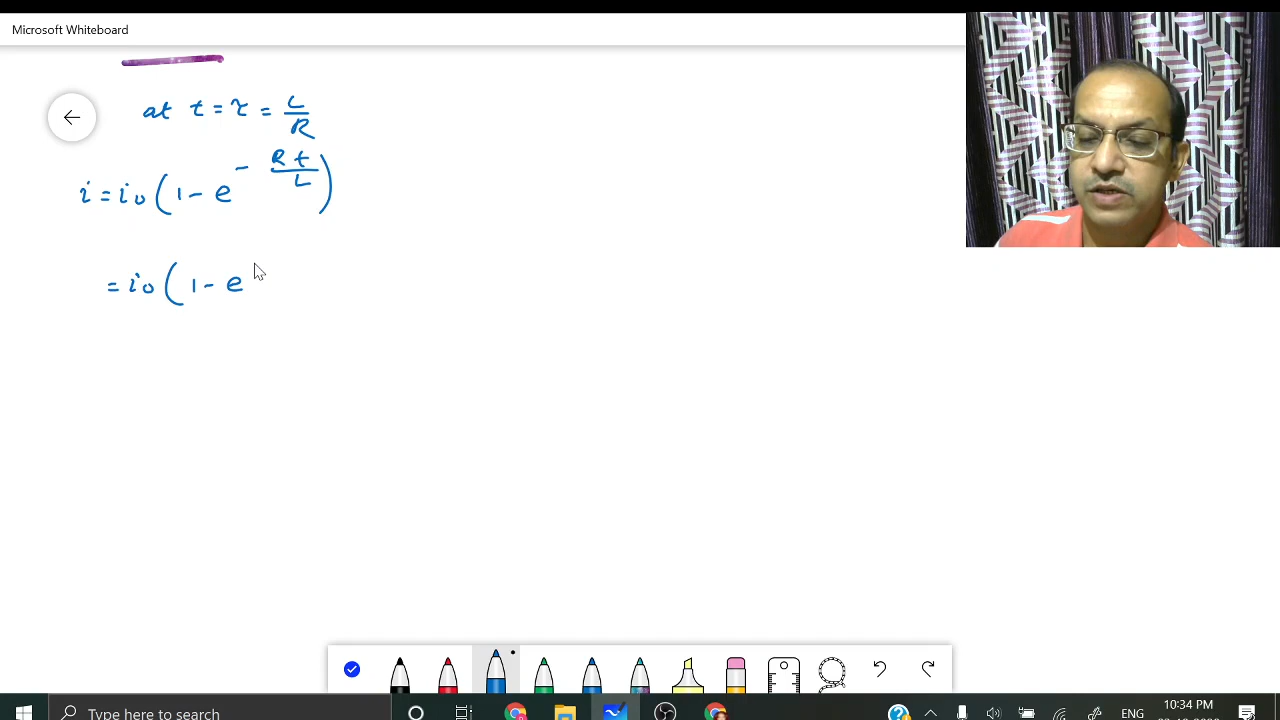 Microsoft Whiteboard
at t = τ = L/R
i = i₀ (1 - e^(- Rt/L))
= i₀ (1 - e
Type here to search
ENG
10:34 PM